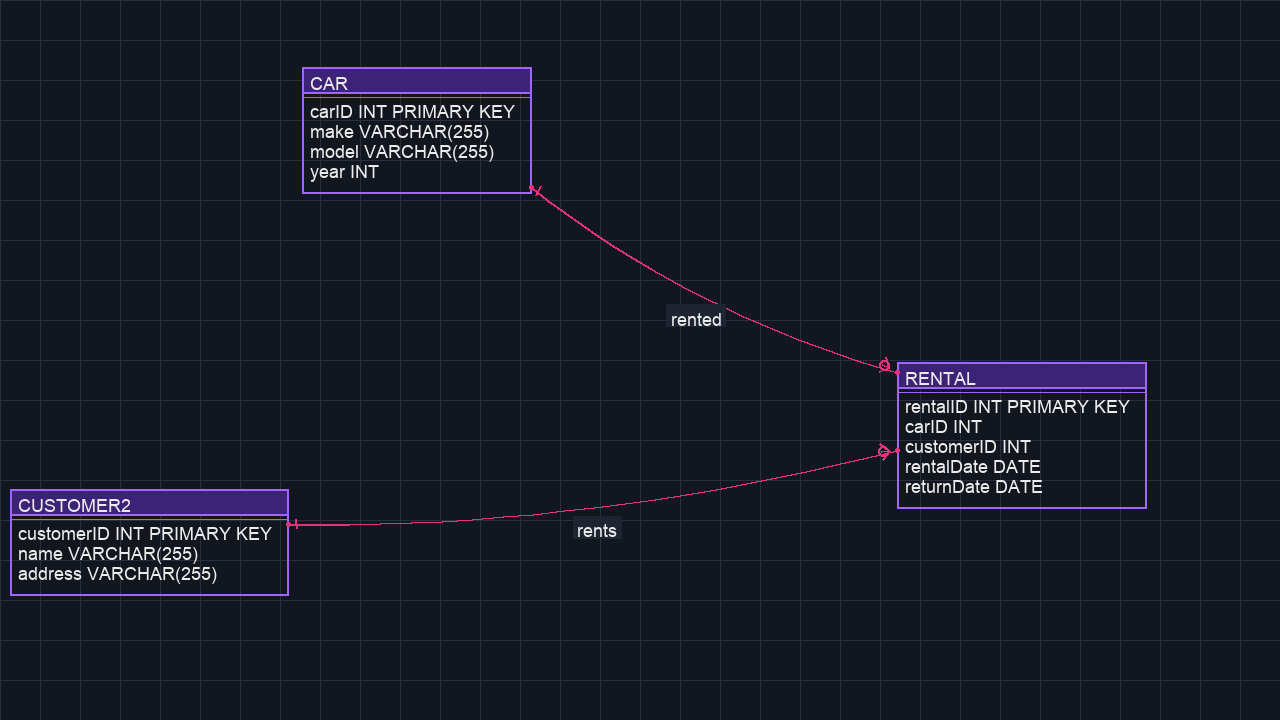 CAR
carID INT PRIMARY KEY
make VARCHAR(255)
model VARCHAR(255)
year INT
rented
RENTAL
rentalID INT PRIMARY KEY
carID INT
customerID INT
rentalDate DATE
returnDate DATE
CUSTOMER2
customerID INT PRIMARY KEY
name VARCHAR(255)
address VARCHAR(255)
rents